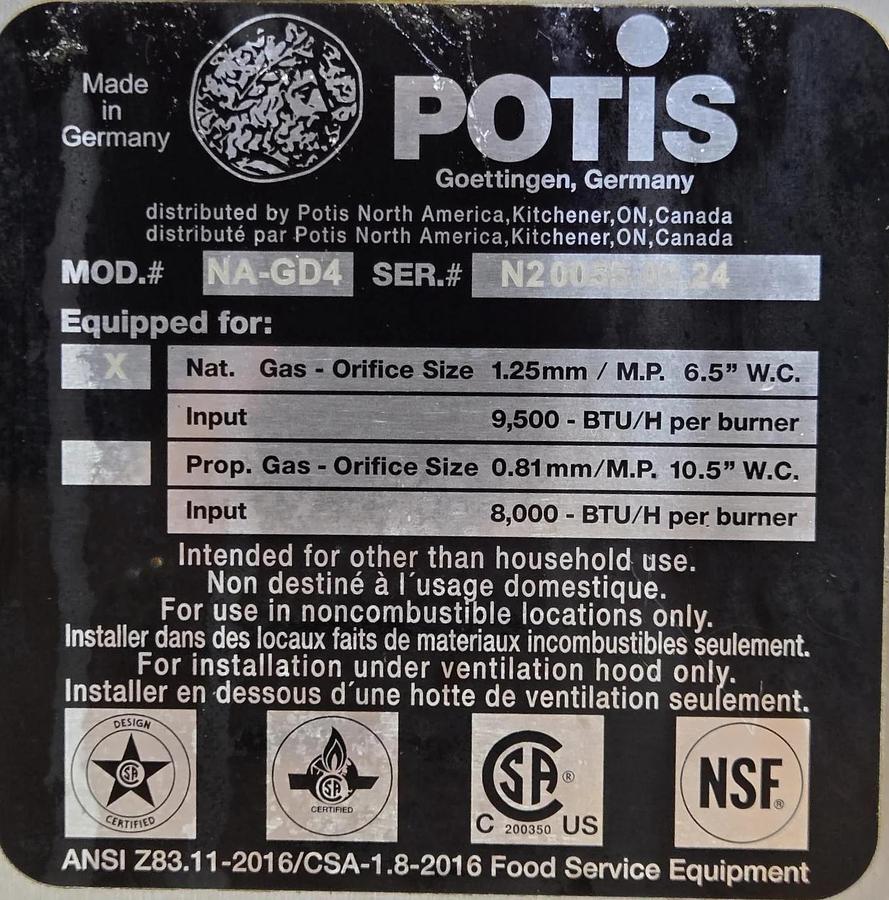 Made
in
Germany
POTiS
Goettingen, Germany
distributed by Potis North America,Kitchener,ON,Canada
distribué par Potis North America,Kitchener,ON,Canada
MOD.# NA-GD4 SER.#
Equipped for:
X Nat. Gas - Orifice Size 1.25mm / M.P. 6.5” W.C.
Input 9,500 - BTU/H per burner
Prop. Gas - Orifice Size 0.81mm/M.P. 10.5” W.C.
Input 8,000 - BTU/H per burner
Intended for other than household use.
Non destiné à l´usage domestique.
For use in noncombustible locations only.
Installer dans des locaux faits de materiaux incombustibles seulement.
For installation under ventilation hood only.
Installer en dessous d´une hotte de ventilation seulement.
DESIGN
SA
CERTIFIED
SA
CERTIFIED
SA ®
C 200350 US
NSF®
ANSI Z83.11-2016/CSA-1.8-2016 Food Service Equipment